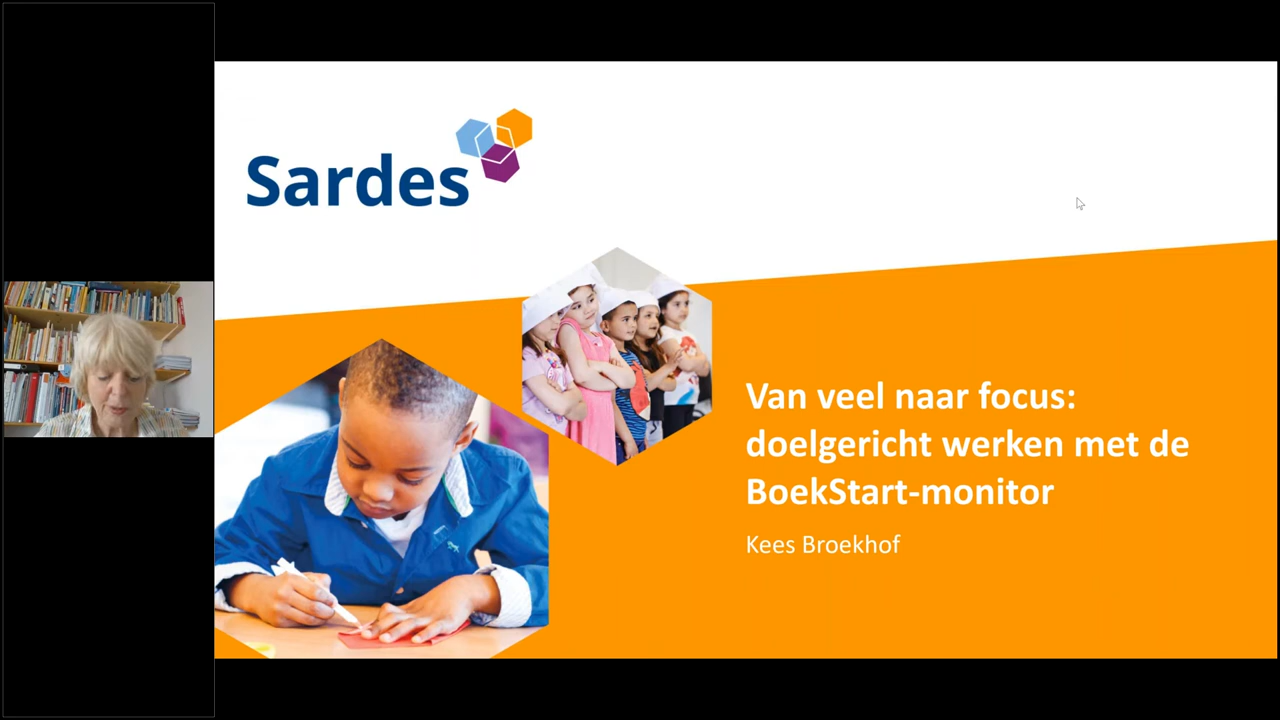 Sardes
Van veel naar focus:
doelgericht werken met de
BoekStart-monitor
Kees Broekhof